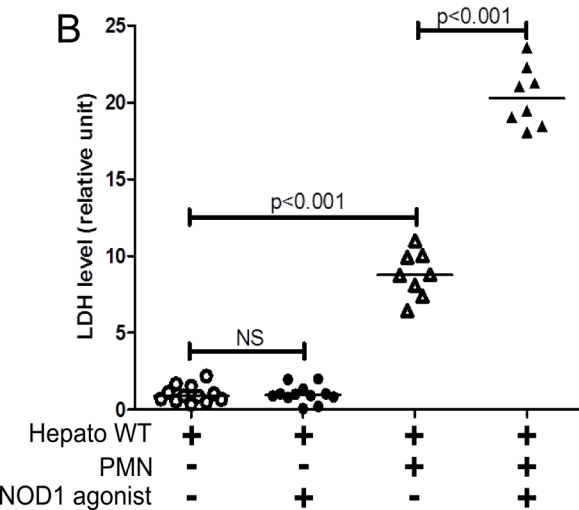 B
LDH level (relative unit)
25
20
15
10
5
0
p<0.001
p<0.001
NS
Hepato WT + + + +
PMN - - + +
NOD1 agonist - + - +